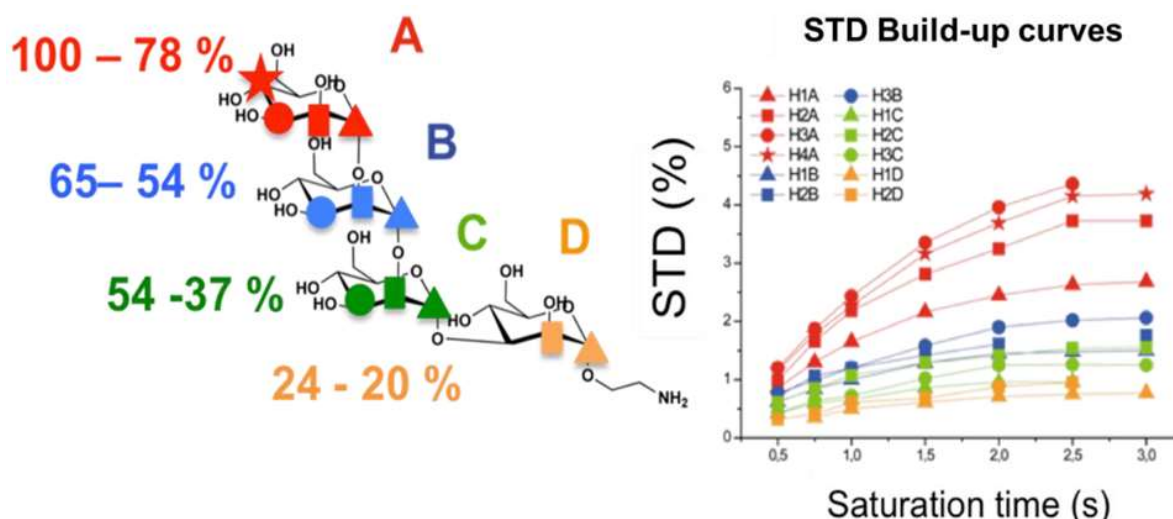 STD Build-up curves
100 – 78 %
A
OH
OH
O
HO
HO
OH
O
B
65– 54 %
O
HO
HO
OH
C
D
O
54 -37 %
O
OH
HO
HO
OH
O
HO
O
24 - 20 %
O
NH₂
STD (%)
6
5
4
3
2
1
0
H1A
H2A
H3A
H4A
H1B
H2B
H3B
H1C
H2C
H3C
H1D
H2D
0,5
1,0
1,5
2,0
2,5
3,0
Saturation time (s)